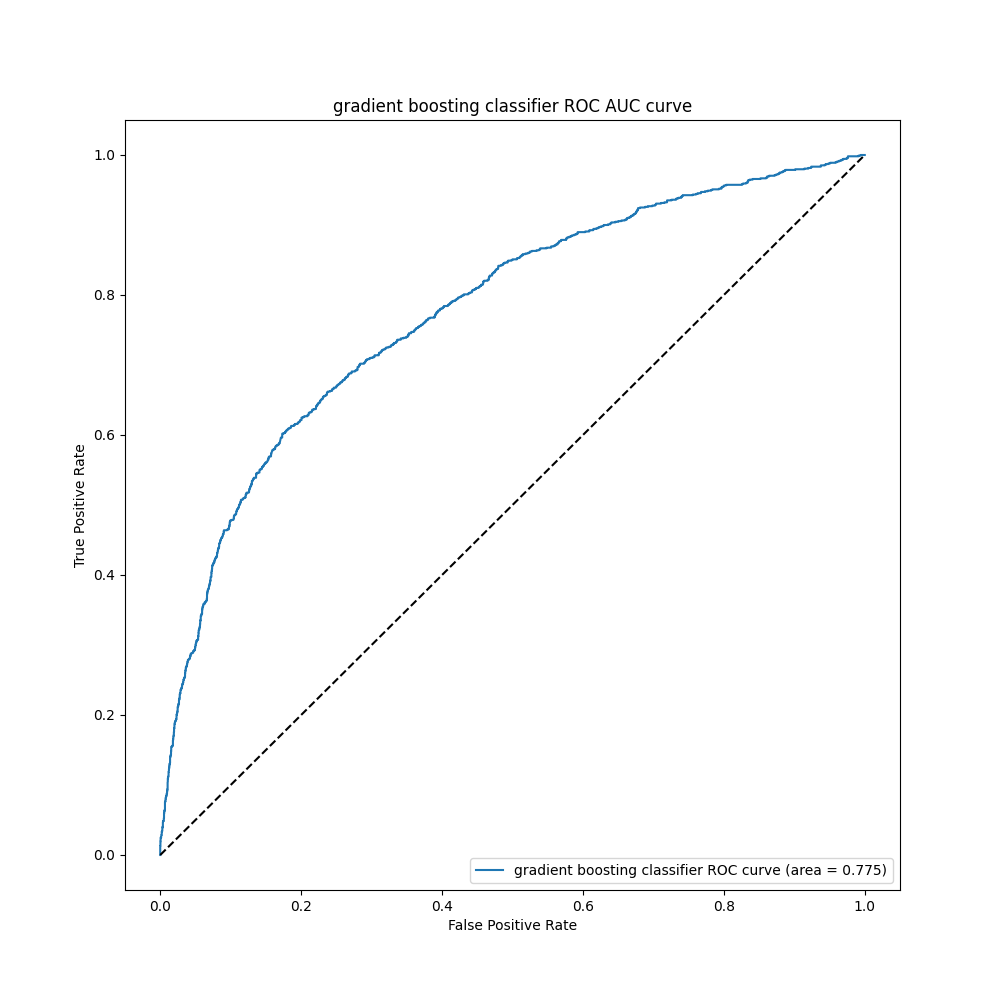 gradient boosting classifier ROC AUC curve
1.0
0.8
0.6
0.4
0.2
0.0
True Positive Rate
gradient boosting classifier ROC curve (area = 0.775)
0.0 0.2 0.4 0.6 0.8 1.0
False Positive Rate